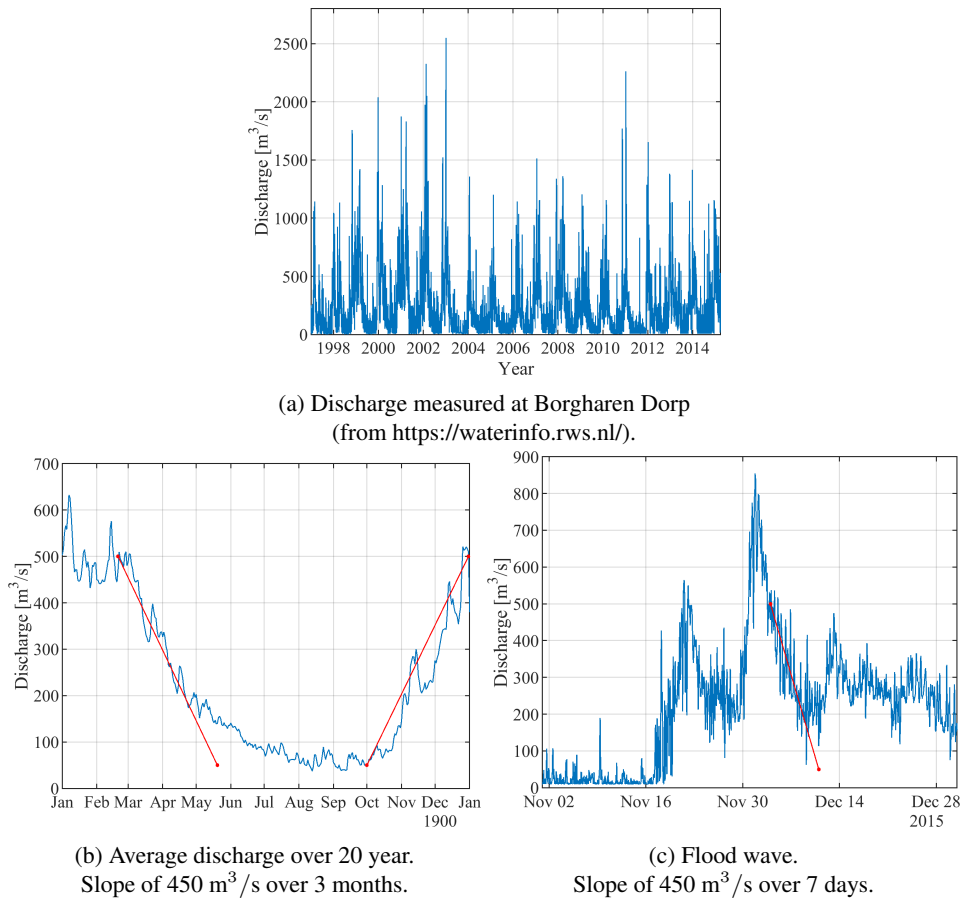 2500
2000
1500
1000
500
0
Discharge [m³/s]
1998 2000 2002 2004 2006 2008 2010 2012 2014
Year
(a) Discharge measured at Borgharen Dorp
(from https://waterinfo.rws.nl/).
700
600
500
400
300
200
100
0
Discharge [m³/s]
Jan Feb Mar Apr May Jun Jul Aug Sep Oct Nov Dec Jan
1900
(b) Average discharge over 20 year.
Slope of 450 m³/s over 3 months.
900
800
700
600
500
400
300
200
100
0
Discharge [m³/s]
Nov 02 Nov 16 Nov 30 Dec 14 Dec 28
2015
(c) Flood wave.
Slope of 450 m³/s over 7 days.